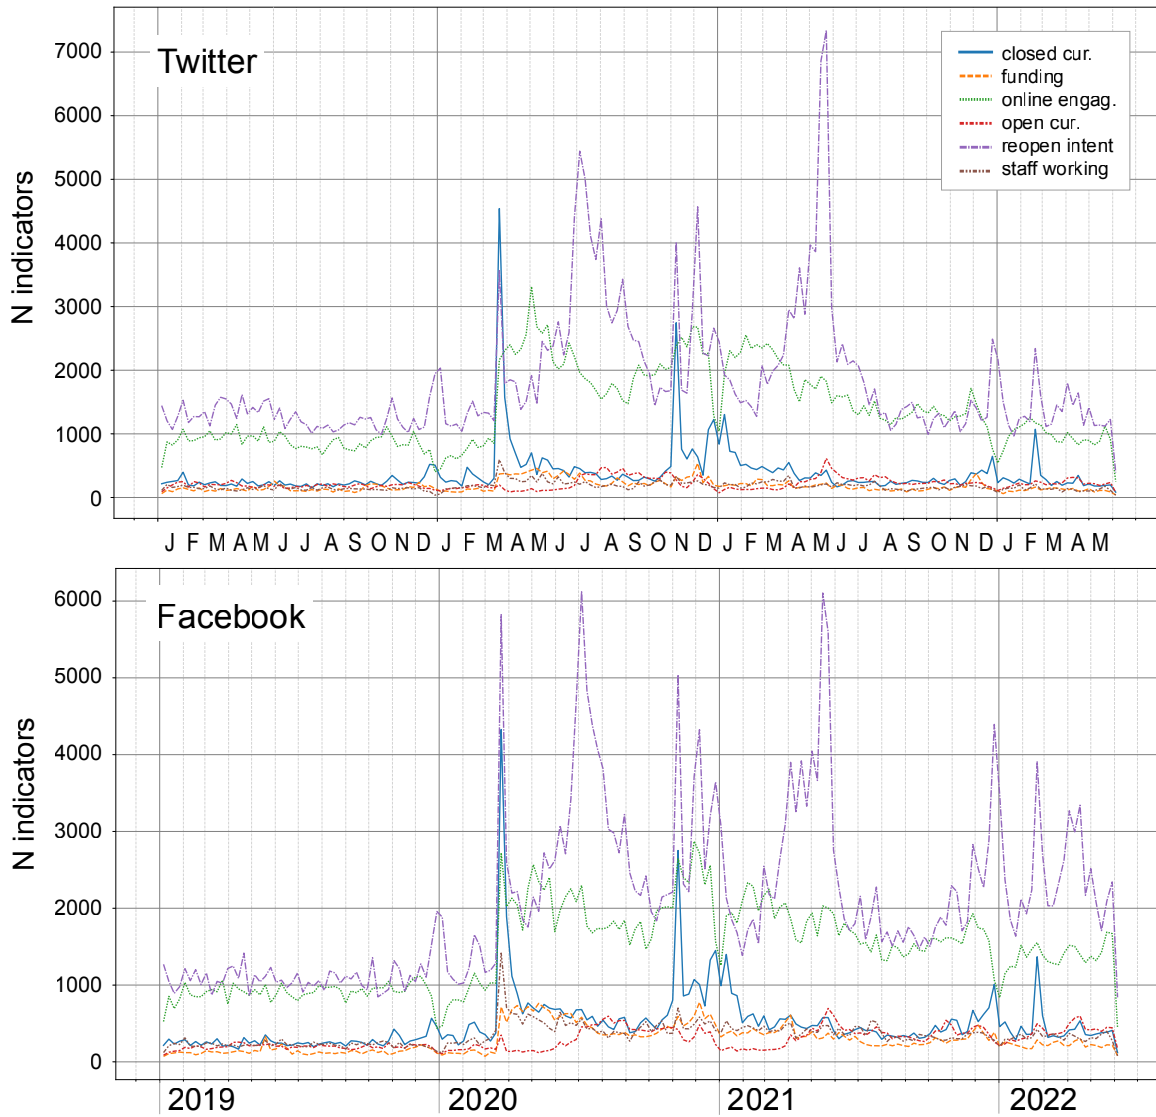 Twitter
N indicators
7000
6000
5000
4000
3000
2000
1000
0
closed cur.
funding
online engag.
open cur.
reopen intent
staff working
J F M A M J J A S O N D J F M A M J J A S O N D J F M A M J J A S O N D J F M A M
Facebook
N indicators
6000
5000
4000
3000
2000
1000
0
2019 2020 2021 2022